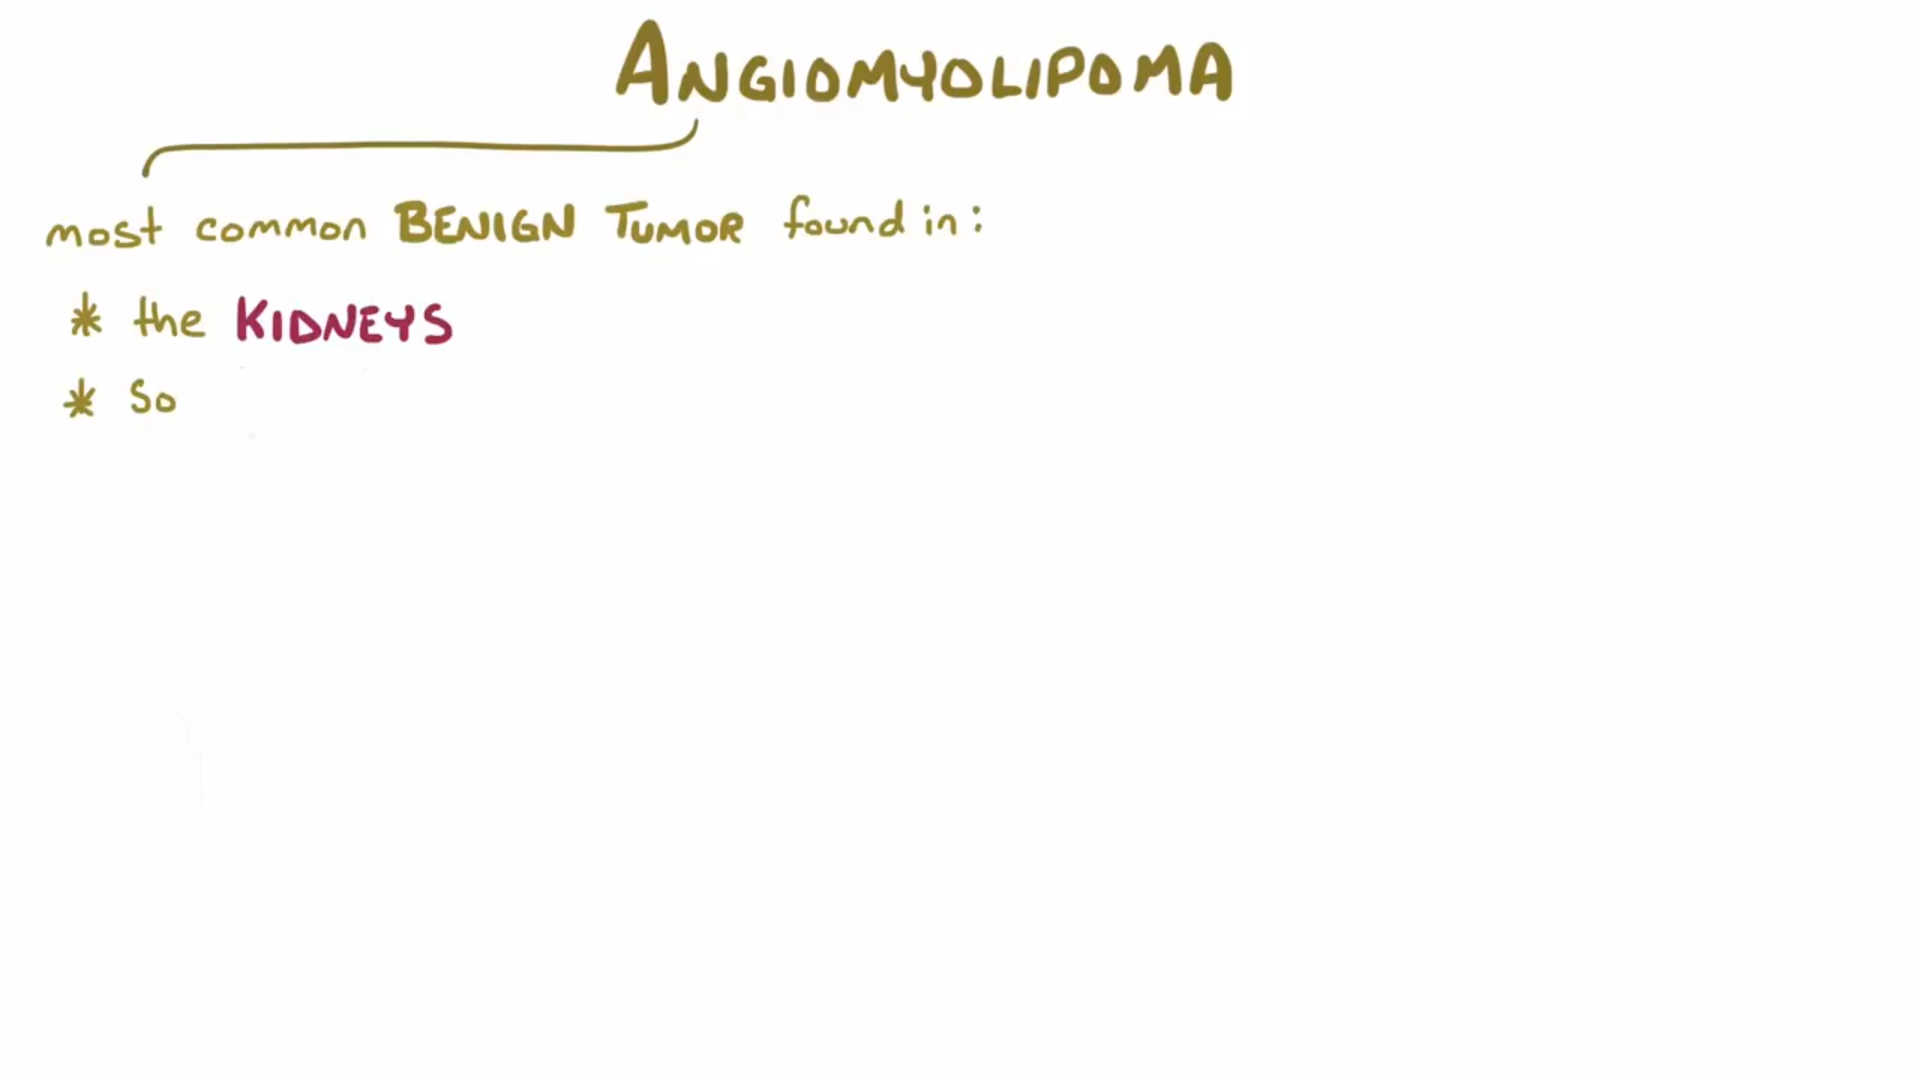 ANGIOMYOLIPOMA
most common BENIGN TUMOR found in:
* the KIDNEYS
* So